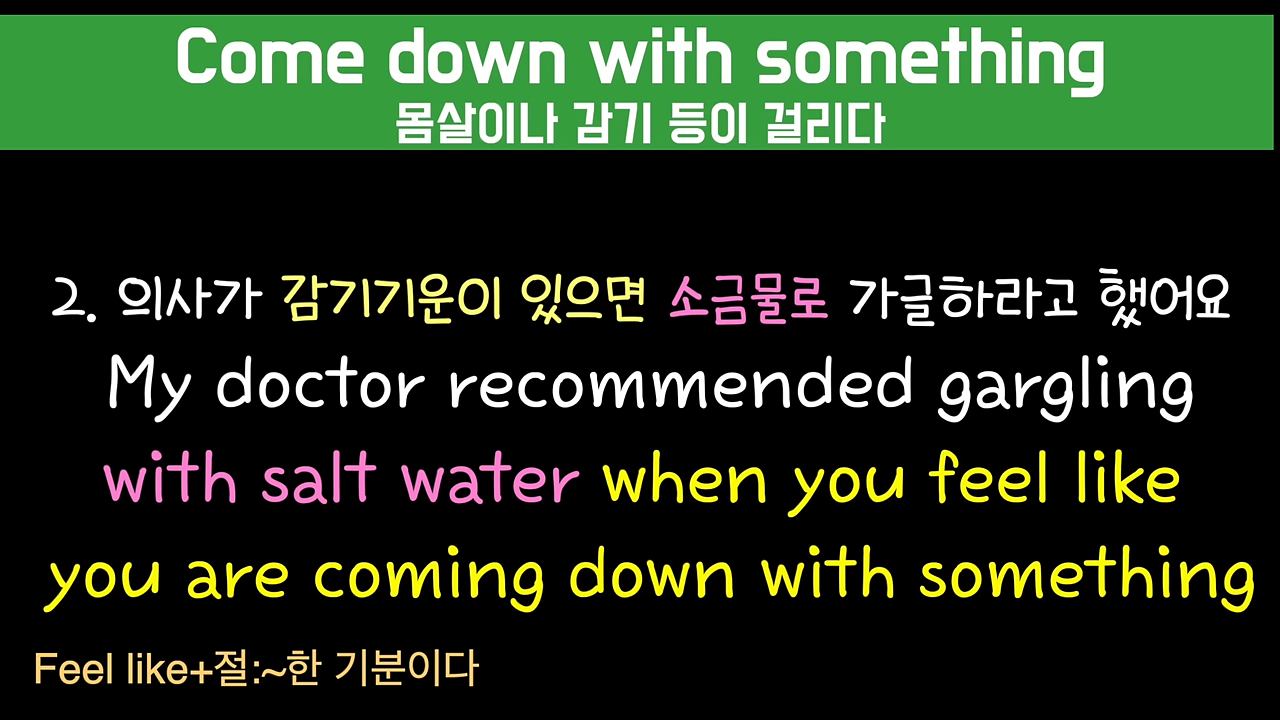 Come down with something
몸살이나 감기 등이 걸리다
2. 의사가 감기기운이 있으면 소금물로 가글하라고 했어요
My doctor recommended gargling
with salt water when you feel like
you are coming down with something
Feel like+절:~한 기분이다